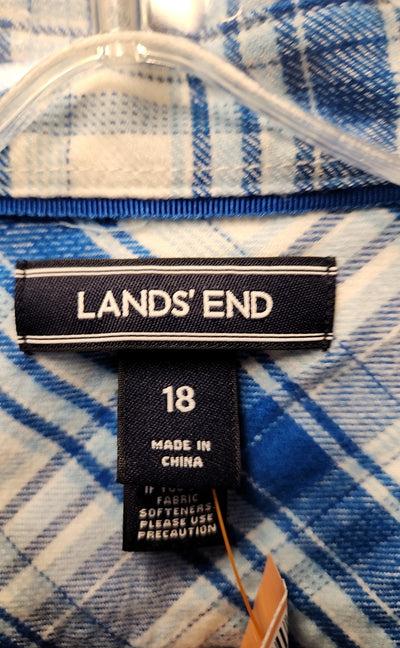 LANDS' END
18
MADE IN
CHINA
FABRIC
SOFTENERS
PLEASE USE
PRECAUTION